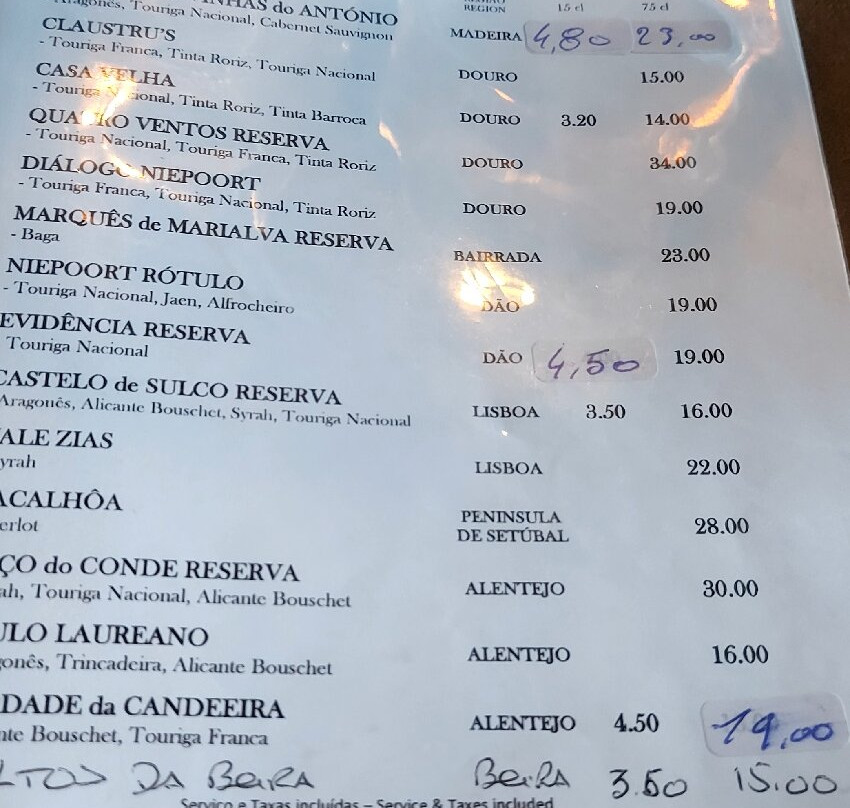 do ANTÓNIO REGION 15 cl 75 cl
Aragonês, Touriga Nacional, Cabernet Sauvignon MADEIRA 4,80 23,00
CLAUSTRU'S DOURO 15.00
- Touriga Franca, Tinta Roriz, Touriga Nacional
CASA VELHA DOURO 3.20 14.00
- Touriga Nacional, Tinta Roriz, Tinta Barroca
QUATRO VENTOS RESERVA DOURO 34.00
- Touriga Nacional, Touriga Franca, Tinta Roriz
DIÁLOGO NIEPOORT DOURO 19.00
- Touriga Franca, Touriga Nacional, Tinta Roriz
MARQUÊS de MARIALVA RESERVA BAIRRADA 23.00
- Baga
NIEPOORT RÓTULO DÃO 19.00
- Touriga Nacional, Jaen, Alfrocheiro
EVIDÊNCIA RESERVA DÃO 4,50 19.00
Touriga Nacional
CASTELO de SULCO RESERVA LISBOA 3.50 16.00
Aragonês, Alicante Bouschet, Syrah, Touriga Nacional
ALE ZIAS LISBOA 22.00
yrah
ACALHÔA PENINSULA DE SETÚBAL 28.00
erlot
ÇO do CONDE RESERVA ALENTEJO 30.00
ah, Touriga Nacional, Alicante Bouschet
ULO LAUREANO ALENTEJO 16.00
gonês, Trincadeira, Alicante Bouschet
DADE da CANDEEIRA ALENTEJO 4.50 19,00
nte Bouschet, Touriga Franca
LTOS DA BEIRA BEIRA 3.50 15.00
Serviço e Taxas incluídas – Service & Taxes included